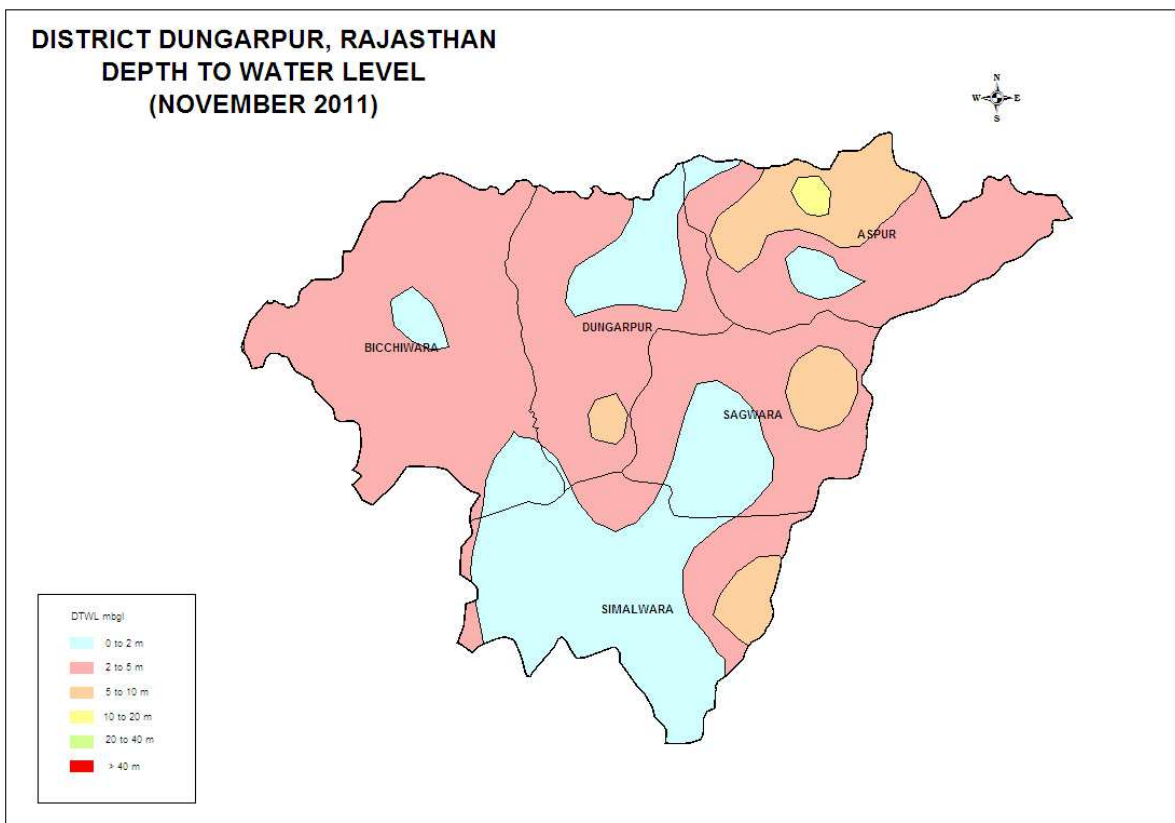 DISTRICT DUNGARPUR, RAJASTHAN
DEPTH TO WATER LEVEL
(NOVEMBER 2011)
N
W E
S
ASPUR
DUNGARPUR
BICCHIWARA
SAGWARA
SIMALWARA
DTWL mbgl
0 to 2 m
2 to 5 m
5 to 10 m
10 to 20 m
20 to 40 m
> 40 m